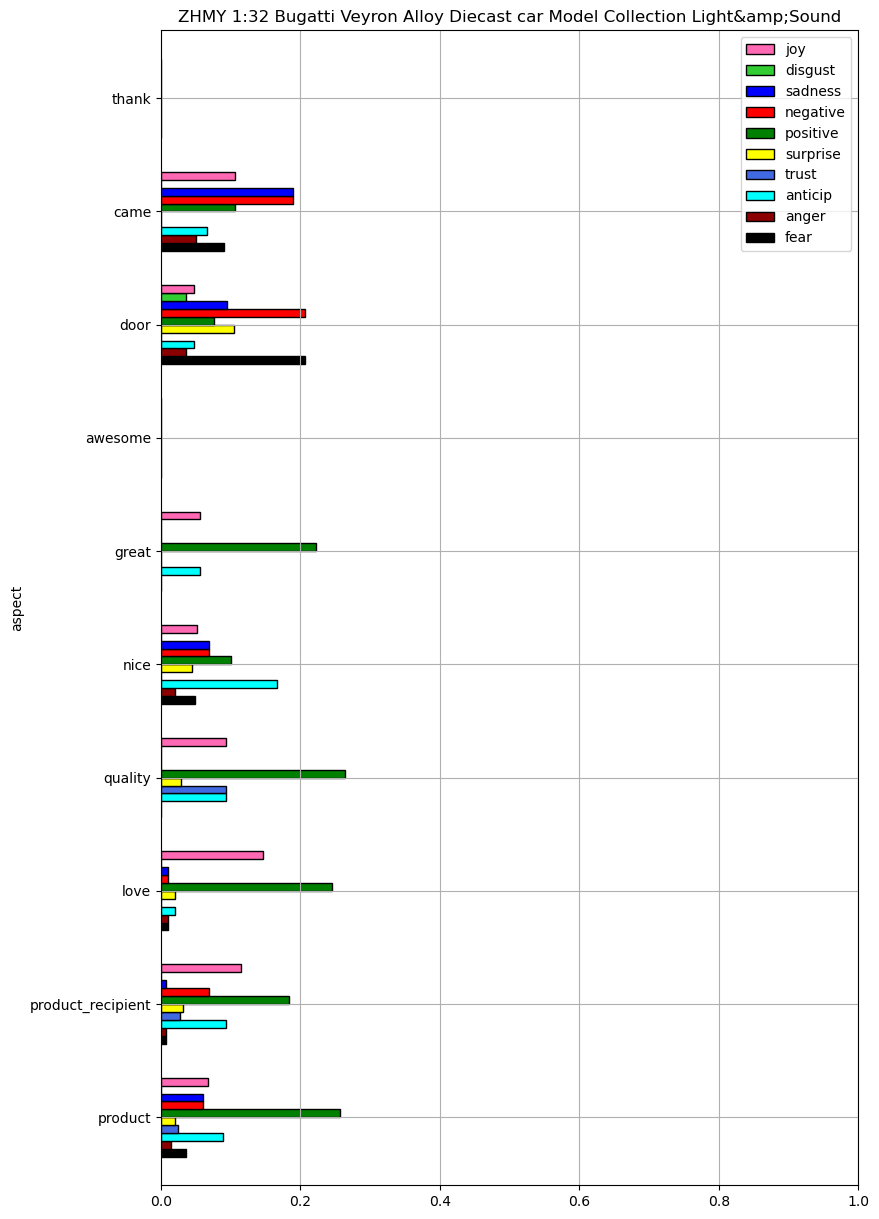 ZHMY 1:32 Bugatti Veyron Alloy Diecast car Model Collection Light&amp;Sound
joy
disgust
sadness
negative
positive
surprise
trust
anticip
anger
fear
thank
came
door
awesome
great
nice
quality
love
product_recipient
product
aspect
0.0 0.2 0.4 0.6 0.8 1.0